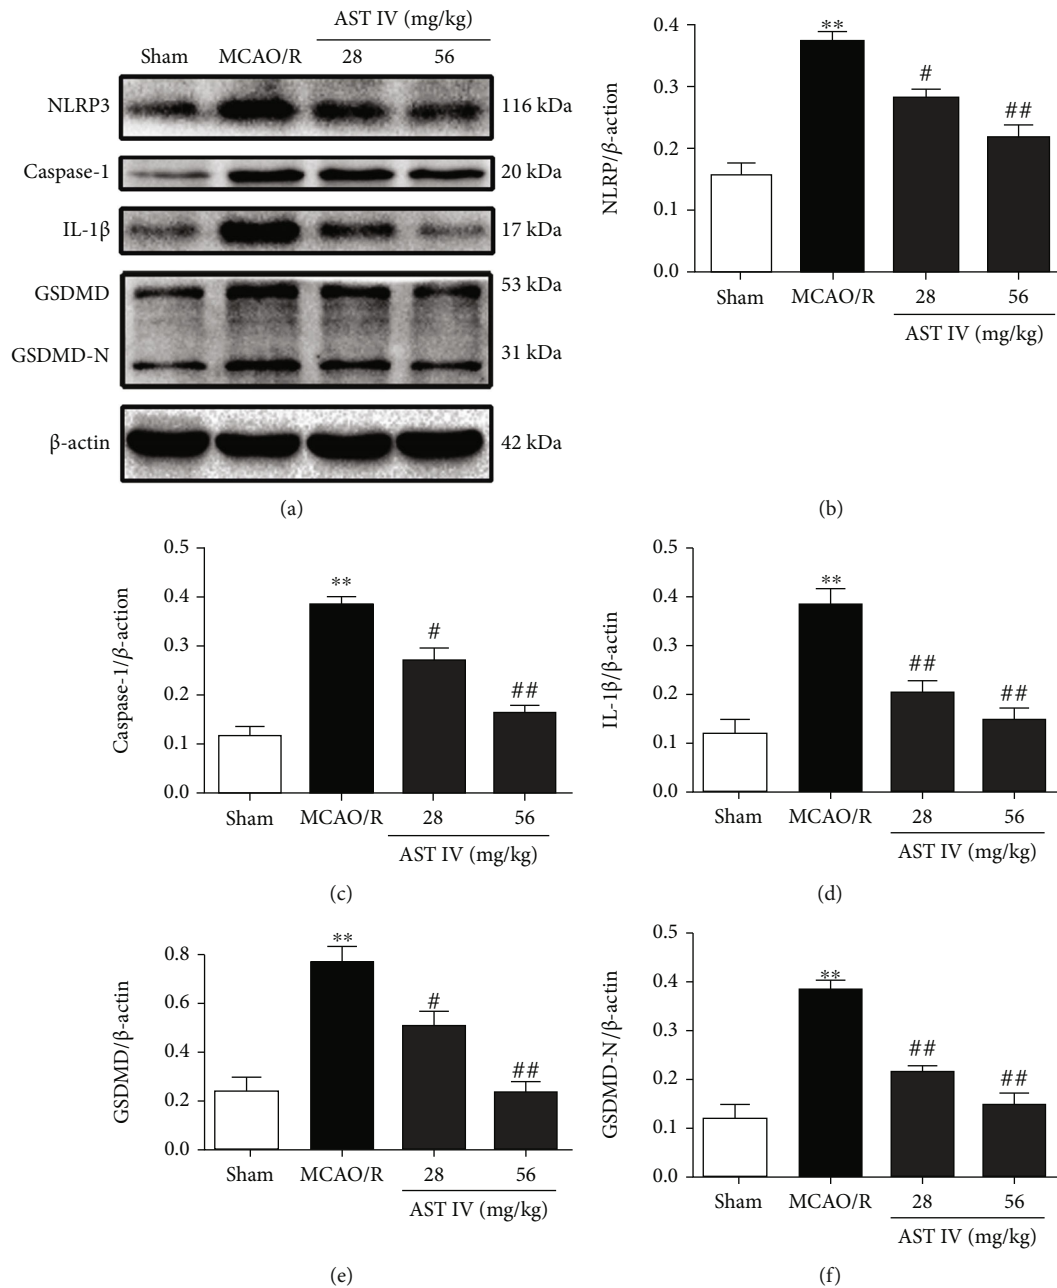 AST IV (mg/kg)
Sham MCAO/R 28 56
NLRP3 116 kDa
Caspase-1 20 kDa
IL-1β 17 kDa
GSDMD 53 kDa
GSDMD-N 31 kDa
β-actin 42 kDa
(a)
NLRP/β-action
0.4
0.3
0.2
0.1
0.0
**
#
##
Sham MCAO/R 28 56
AST IV (mg/kg)
(b)
Caspase-1/β-action
0.5
0.4
0.3
0.2
0.1
0.0
**
#
##
Sham MCAO/R 28 56
AST IV (mg/kg)
(c)
IL-1β/β-actin
0.5
0.4
0.3
0.2
0.1
0.0
**
##
##
Sham MCAO/R 28 56
AST IV (mg/kg)
(d)
GSDMD/β-actin
0.8
0.6
0.4
0.2
0.0
**
#
##
Sham MCAO/R 28 56
AST IV (mg/kg)
(e)
GSDMD-N/β-actin
0.5
0.4
0.3
0.2
0.1
0.0
**
##
##
Sham MCAO/R 28 56
AST IV (mg/kg)
(f)